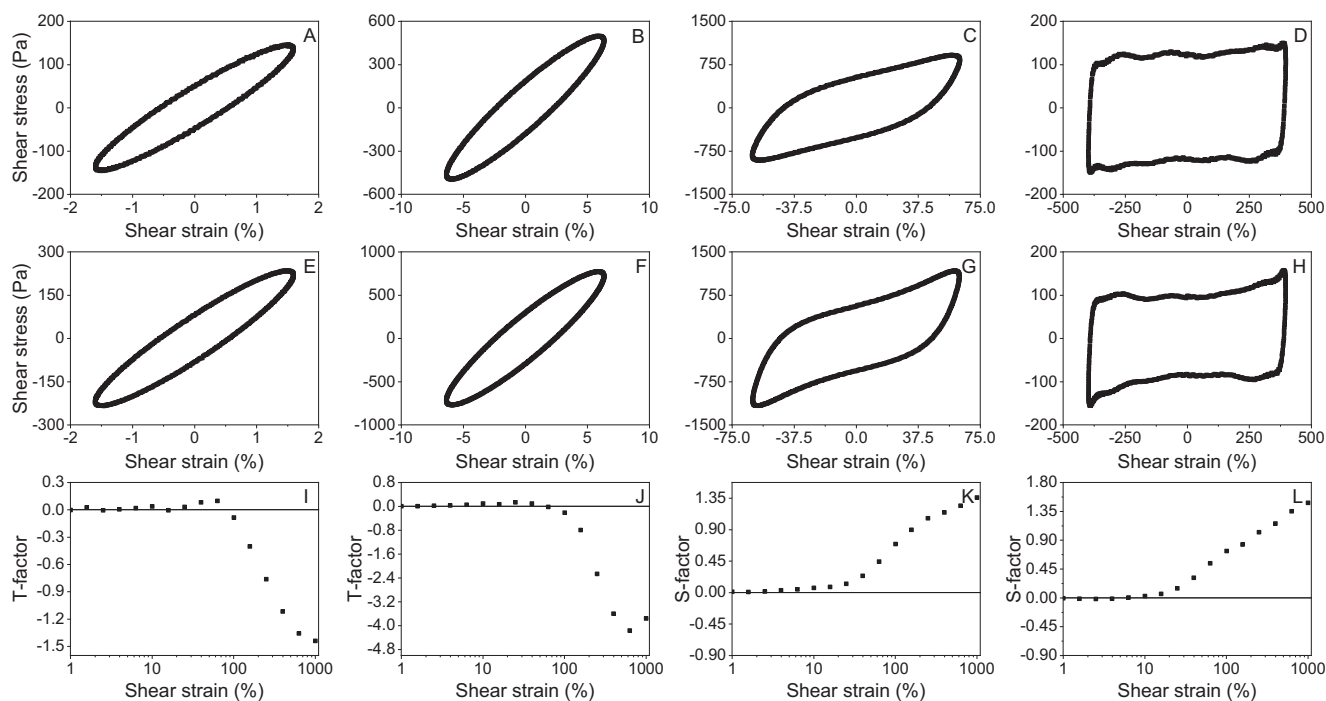 A
B
C
D
Shear stress (Pa)
200
100
0
-100
-200
-2 -1 0 1 2
Shear strain (%)
600
300
0
-300
-600
-10 -5 0 5 10
Shear strain (%)
1500
750
0
-750
-1500
-75.0 -37.5 0.0 37.5 75.0
Shear strain (%)
200
100
0
-100
-200
-500 -250 0 250 500
Shear strain (%)
E
F
G
H
Shear stress (Pa)
300
150
0
-150
-300
-2 -1 0 1 2
Shear strain (%)
1000
500
0
-500
-1000
-10 -5 0 5 10
Shear strain (%)
1500
750
0
-750
-1500
-75.0 -37.5 0.0 37.5 75.0
Shear strain (%)
200
100
0
-100
-200
-500 -250 0 250 500
Shear strain (%)
I
J
K
L
T-factor
0.3
0.0
-0.3
-0.6
-0.9
-1.2
-1.5
1 10 100 1000
Shear strain (%)
T-factor
0.8
0.0
-0.8
-1.6
-2.4
-3.2
-4.0
-4.8
1 10 100 1000
Shear strain (%)
S-factor
1.35
0.90
0.45
0.00
-0.45
-0.90
1 10 100 1000
Shear strain (%)
S-factor
1.80
1.35
0.90
0.45
0.00
-0.45
-0.90
1 10 100 1000
Shear strain (%)